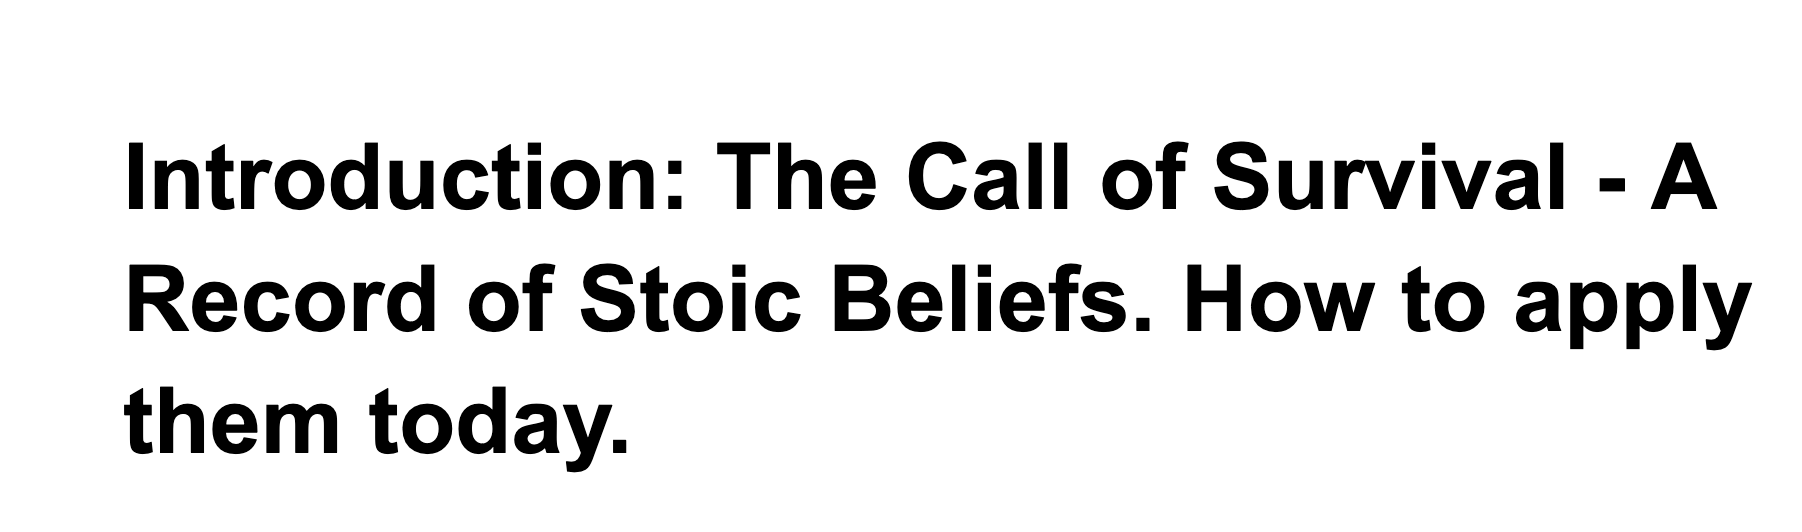 Introduction: The Call of Survival - A
Record of Stoic Beliefs. How to apply
them today.